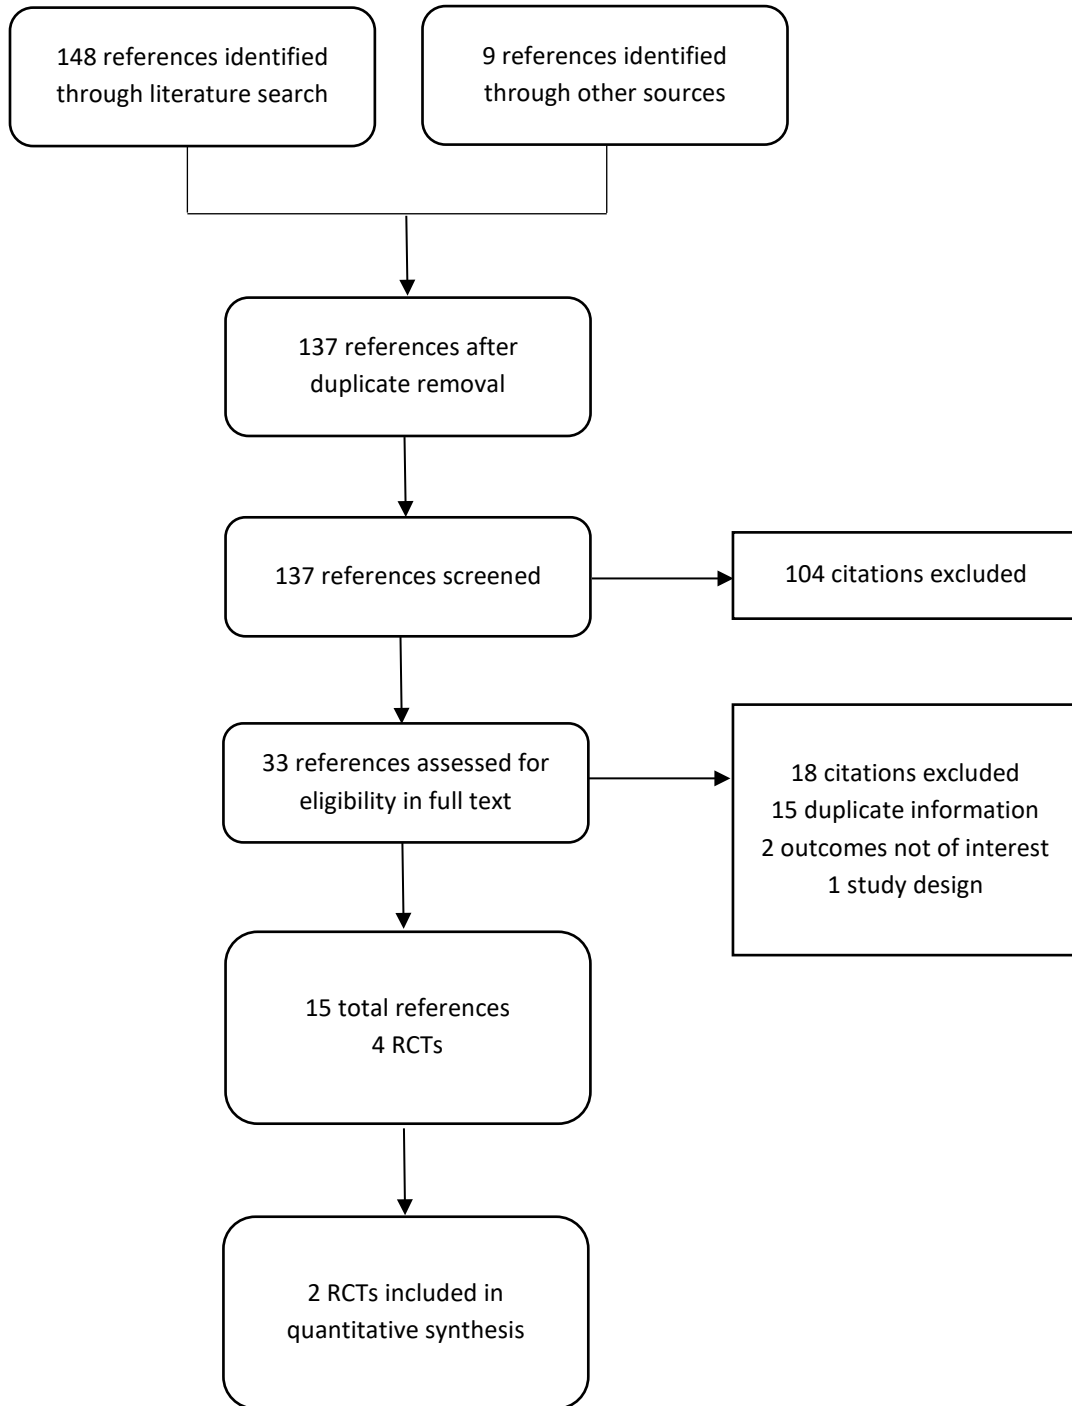 148 references identified
through literature search
9 references identified
through other sources
137 references after
duplicate removal
137 references screened
104 citations excluded
33 references assessed for
eligibility in full text
18 citations excluded
15 duplicate information
2 outcomes not of interest
1 study design
15 total references
4 RCTs
2 RCTs included in
quantitative synthesis